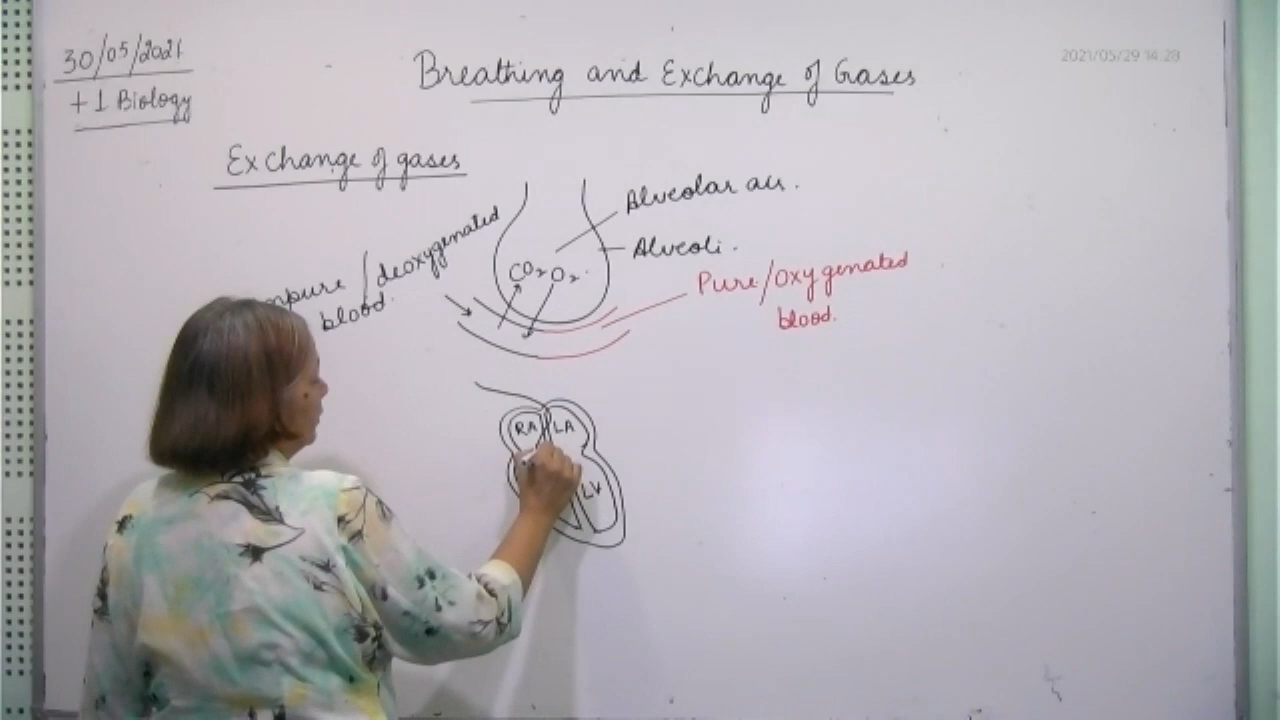 30/05/2021
+1 Biology
Breathing and Exchange of Gases
2021/05/29 14:28
Exchange of gases
Alveolar air.
Alveoli.
deoxygenated
blood.
CO2 O2.
Pure/Oxygenated
blood.
RA LA
LV